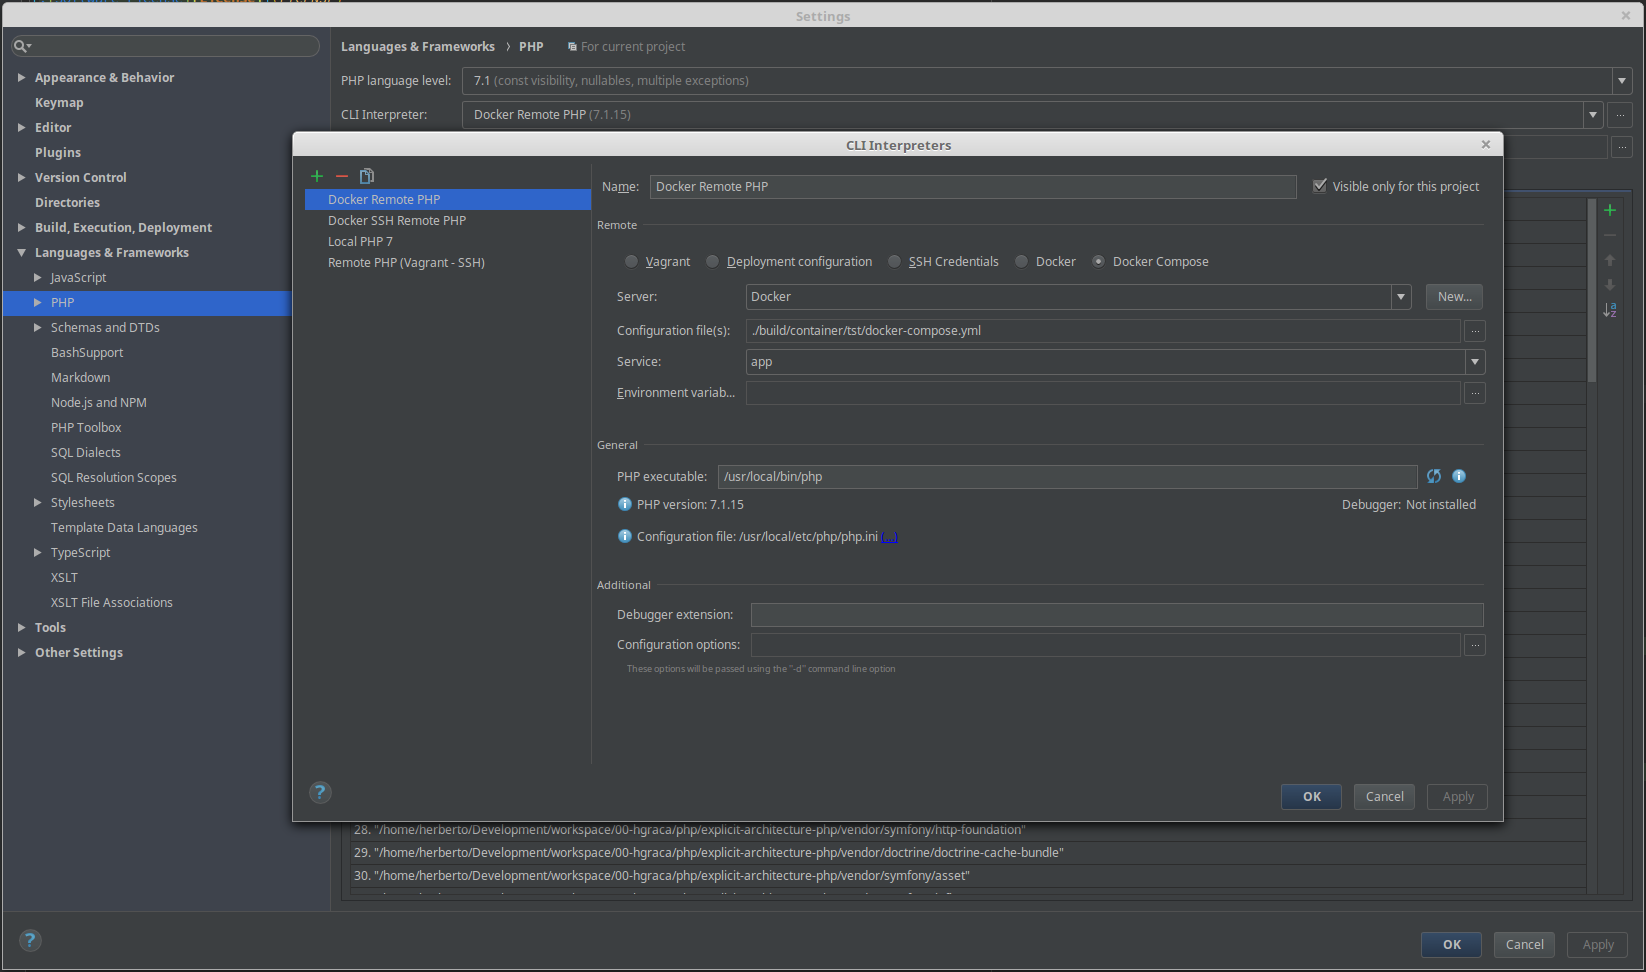 Settings
Languages & Frameworks › PHP For current project
Appearance & Behavior
Keymap
Editor
Plugins
Version Control
Directories
Build, Execution, Deployment
Languages & Frameworks
JavaScript
PHP
Schemas and DTDs
BashSupport
Markdown
Node.js and NPM
PHP Toolbox
SQL Dialects
SQL Resolution Scopes
Stylesheets
Template Data Languages
TypeScript
XSLT
XSLT File Associations
Tools
Other Settings
PHP language level: 7.1 (const visibility, nullables, multiple exceptions)
CLI Interpreter: Docker Remote PHP (7.1.15) ...
...
CLI Interpreters
Docker Remote PHP
Docker SSH Remote PHP
Local PHP 7
Remote PHP (Vagrant - SSH)
Name: Docker Remote PHP Visible only for this project
Remote
Vagrant Deployment configuration SSH Credentials Docker Docker Compose
Server: Docker New...
Configuration file(s): ./build/container/tst/docker-compose.yml ...
Service: app
Environment variab... ...
General
PHP executable: /usr/local/bin/php
PHP version: 7.1.15 Debugger: Not installed
Configuration file: /usr/local/etc/php/php.ini (...)
Additional
Debugger extension:
Configuration options: ...
These options will be passed using the "-d" command line option
? OK Cancel Apply
28. "/home/herberto/Development/workspace/00-hgraca/php/explicit-architecture-php/vendor/symfony/http-foundation"
29. "/home/herberto/Development/workspace/00-hgraca/php/explicit-architecture-php/vendor/doctrine/doctrine-cache-bundle"
30. "/home/herberto/Development/workspace/00-hgraca/php/explicit-architecture-php/vendor/symfony/asset"
? OK Cancel Apply